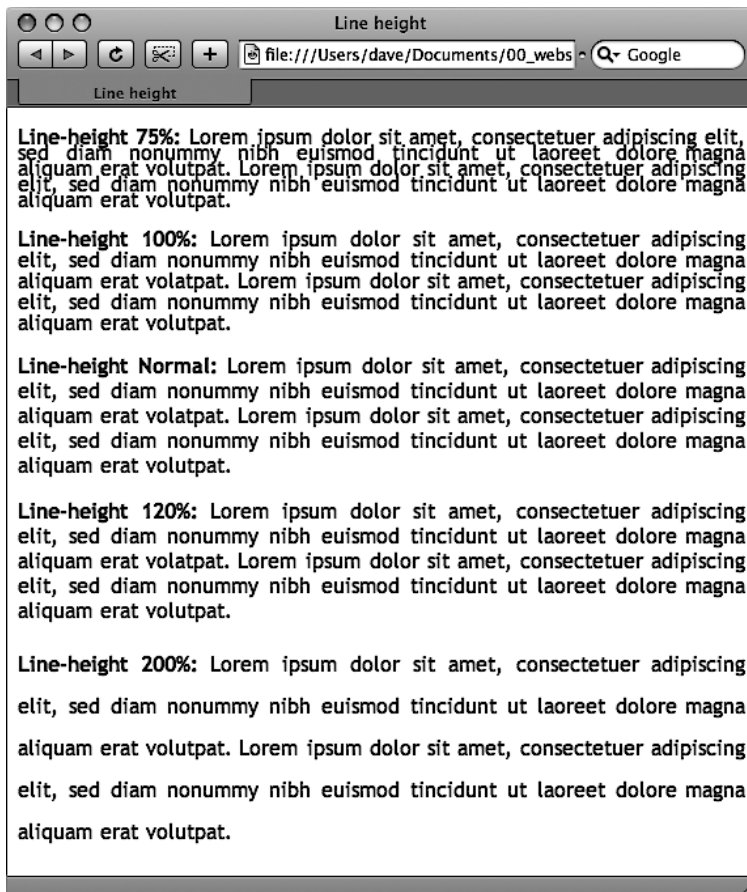 Line height
file:///Users/dave/Documents/00_webs
Google
Line height
Line-height 75%: Lorem ipsum dolor sit amet, consectetuer adipiscing elit,
sed diam nonummy nibh euismod tincidunt ut laoreet dolore magna
aliquam erat volutpat. Lorem ipsum dolor sit amet, consectetuer adipiscing
elit, sed diam nonummy nibh euismod tincidunt ut laoreet dolore magna
aliquam erat volutpat.
Line-height 100%: Lorem ipsum dolor sit amet, consectetuer adipiscing
elit, sed diam nonummy nibh euismod tincidunt ut laoreet dolore magna
aliquam erat volatpat. Lorem ipsum dolor sit amet, consectetuer adipiscing
elit, sed diam nonummy nibh euismod tincidunt ut laoreet dolore magna
aliquam erat volutpat.
Line-height Normal: Lorem ipsum dolor sit amet, consectetuer adipiscing
elit, sed diam nonummy nibh euismod tincidunt ut laoreet dolore magna
aliquam erat volatpat. Lorem ipsum dolor sit amet, consectetuer adipiscing
elit, sed diam nonummy nibh euismod tincidunt ut laoreet dolore magna
aliquam erat volutpat.
Line-height 120%: Lorem ipsum dolor sit amet, consectetuer adipiscing
elit, sed diam nonummy nibh euismod tincidunt ut laoreet dolore magna
aliquam erat volatpat. Lorem ipsum dolor sit amet, consectetuer adipiscing
elit, sed diam nonummy nibh euismod tincidunt ut laoreet dolore magna
aliquam erat volutpat.
Line-height 200%: Lorem ipsum dolor sit amet, consectetuer adipiscing
elit, sed diam nonummy nibh euismod tincidunt ut laoreet dolore magna
aliquam erat volutpat. Lorem ipsum dolor sit amet, consectetuer adipiscing
elit, sed diam nonummy nibh euismod tincidunt ut laoreet dolore magna
aliquam erat volutpat.